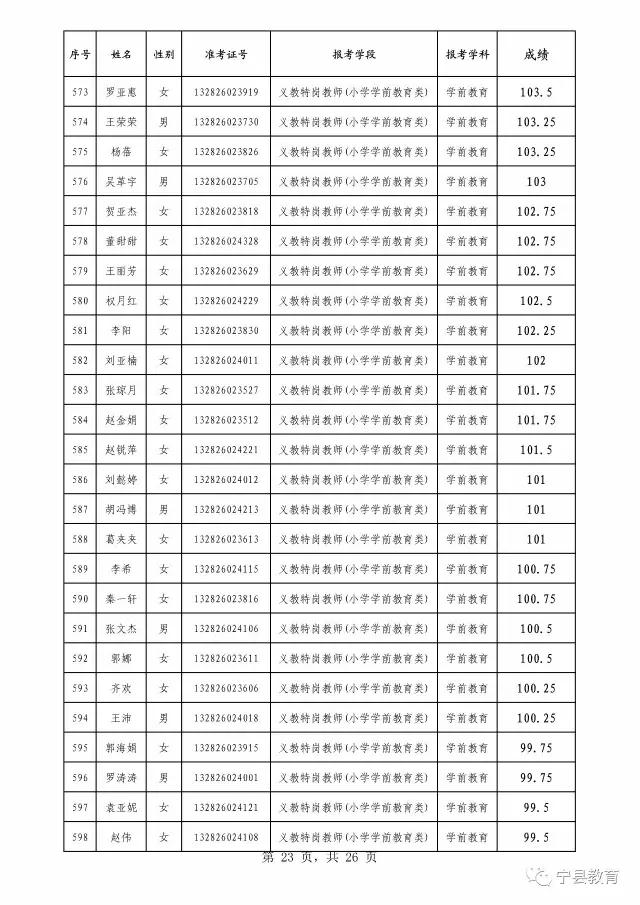 序号 姓名 性别 准考证号 报考学段 报考学科 成绩
573 罗亚惠 女 132826023919 义教特岗教师(小学学前教育类) 学前教育 103.5
574 王荣荣 男 132826023730 义教特岗教师(小学学前教育类) 学前教育 103.25
575 杨蓓 女 132826023826 义教特岗教师(小学学前教育类) 学前教育 103.25
576 吴革宇 男 132826023705 义教特岗教师(小学学前教育类) 学前教育 103
577 贺亚杰 女 132826023818 义教特岗教师(小学学前教育类) 学前教育 102.75
578 董甜甜 女 132826024328 义教特岗教师(小学学前教育类) 学前教育 102.75
579 王丽芳 女 132826023629 义教特岗教师(小学学前教育类) 学前教育 102.75
580 权月红 女 132826024229 义教特岗教师(小学学前教育类) 学前教育 102.5
581 李阳 女 132826023830 义教特岗教师(小学学前教育类) 学前教育 102.25
582 刘亚楠 女 132826024011 义教特岗教师(小学学前教育类) 学前教育 102
583 张琼月 女 132826023527 义教特岗教师(小学学前教育类) 学前教育 101.75
584 赵金娟 女 132826023512 义教特岗教师(小学学前教育类) 学前教育 101.75
585 赵锐萍 女 132826024221 义教特岗教师(小学学前教育类) 学前教育 101.5
586 刘懿婷 女 132826024012 义教特岗教师(小学学前教育类) 学前教育 101
587 胡冯博 男 132826024213 义教特岗教师(小学学前教育类) 学前教育 101
588 葛夹夹 女 132826023613 义教特岗教师(小学学前教育类) 学前教育 101
589 李希 女 132826024115 义教特岗教师(小学学前教育类) 学前教育 100.75
590 秦一轩 女 132826023816 义教特岗教师(小学学前教育类) 学前教育 100.75
591 张文杰 男 132826024106 义教特岗教师(小学学前教育类) 学前教育 100.5
592 郭娜 女 132826023611 义教特岗教师(小学学前教育类) 学前教育 100.5
593 齐欢 女 132826023606 义教特岗教师(小学学前教育类) 学前教育 100.25
594 王沛 男 132826024018 义教特岗教师(小学学前教育类) 学前教育 100.25
595 郭海娟 女 132826023915 义教特岗教师(小学学前教育类) 学前教育 99.75
596 罗涛涛 男 132826024001 义教特岗教师(小学学前教育类) 学前教育 99.75
597 袁亚妮 女 132826024121 义教特岗教师(小学学前教育类) 学前教育 99.5
598 赵伟 女 132826024108 义教特岗教师(小学学前教育类) 学前教育 99.5
第 23 页，共 26 页
宁县教育